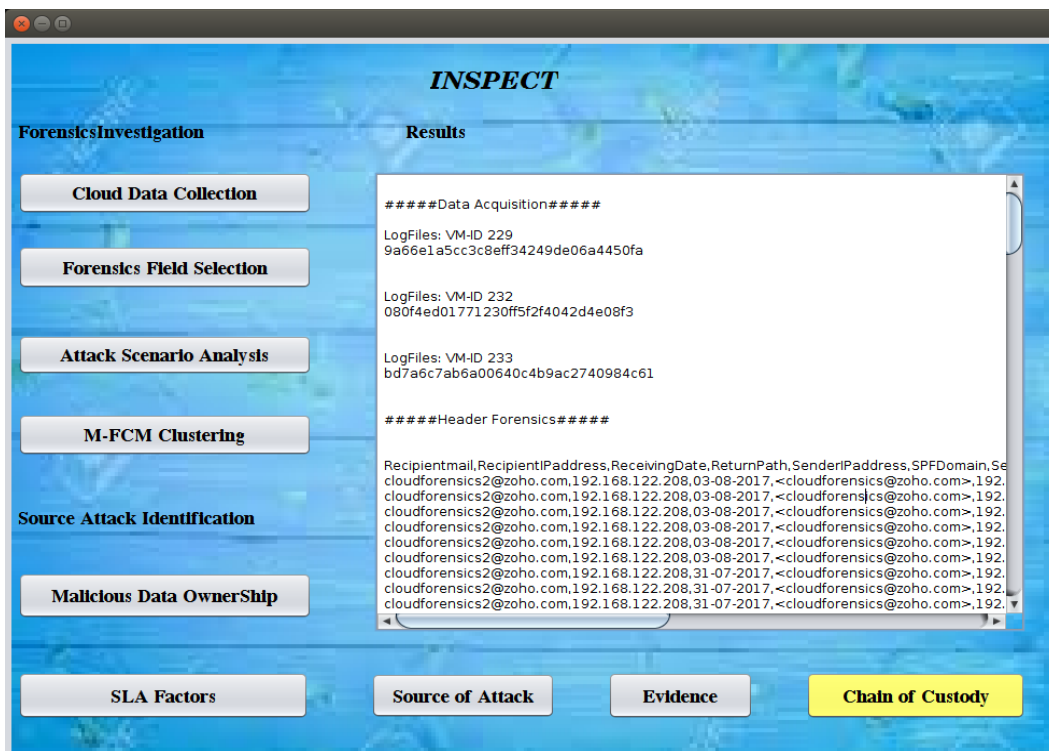 INSPECT
ForensicsInvestigation
Results
Cloud Data Collection
Forensics Field Selection
Attack Scenario Analysis
M-FCM Clustering
Source Attack Identification
Malicious Data OwnerShip
SLA Factors
#####Data Acquisition#####
LogFiles: VM-ID 229
9a66e1a5cc3c8eff34249de06a4450fa
LogFiles: VM-ID 232
080f4ed01771230ff5f2f4042d4e08f3
LogFiles: VM-ID 233
bd7a6c7ab6a00640c4b9ac2740984c61
#####Header Forensics#####
Recipientmail,RecipientIPaddress,ReceivingDate,ReturnPath,SenderIPaddress,SPFDomain,Se
cloudforensics2@zoho.com,192.168.122.208,03-08-2017,<cloudforensics@zoho.com>,192.
cloudforensics2@zoho.com,192.168.122.208,03-08-2017,<cloudforensics@zoho.com>,192.
cloudforensics2@zoho.com,192.168.122.208,03-08-2017,<cloudforensics@zoho.com>,192.
cloudforensics2@zoho.com,192.168.122.208,03-08-2017,<cloudforensics@zoho.com>,192.
cloudforensics2@zoho.com,192.168.122.208,03-08-2017,<cloudforensics@zoho.com>,192.
cloudforensics2@zoho.com,192.168.122.208,03-08-2017,<cloudforensics@zoho.com>,192.
cloudforensics2@zoho.com,192.168.122.208,31-07-2017,<cloudforensics@zoho.com>,192.
cloudforensics2@zoho.com,192.168.122.208,31-07-2017,<cloudforensics@zoho.com>,192.
cloudforensics2@zoho.com,192.168.122.208,31-07-2017,<cloudforensics@zoho.com>,192.
Source of Attack
Evidence
Chain of Custody